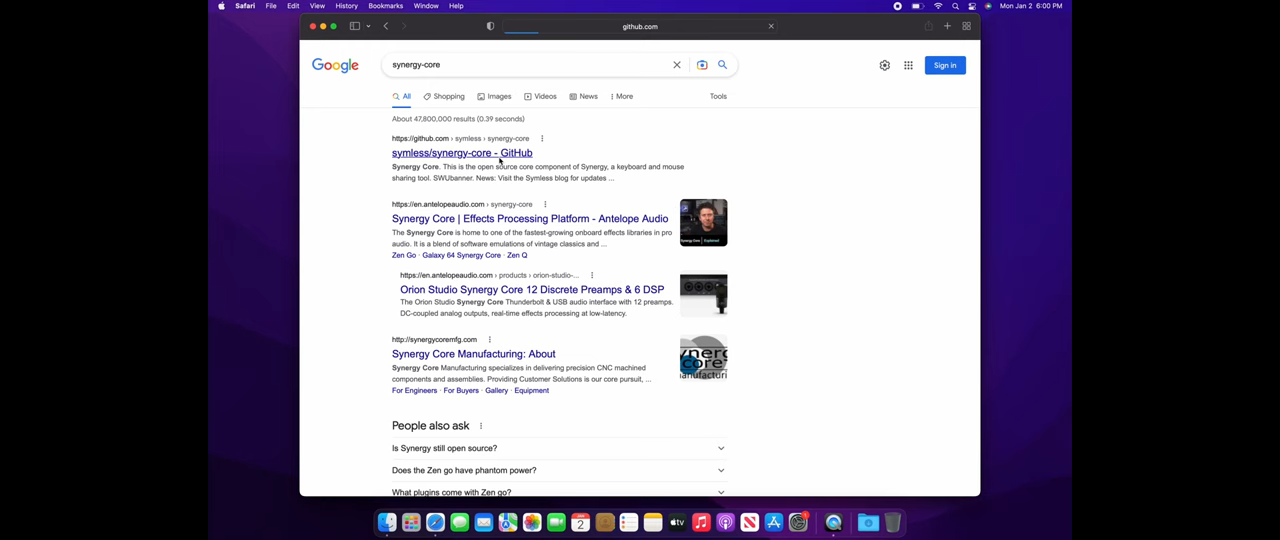 Safari File Edit View History Bookmarks Window Help Mon Jan 2 6:00 PM
github.com
Google synergy-core Sign in
All Shopping Images Videos News More Tools
About 47,800,000 results (0.39 seconds)
https://github.com › symless › synergy-core
symless/synergy-core - GitHub
Synergy Core. This is the open source core component of Synergy, a keyboard and mouse
sharing tool. SWUbanner. News: Visit the Symless blog for updates ...
https://en.antelopeaudio.com › synergy-core
Synergy Core | Effects Processing Platform - Antelope Audio
The Synergy Core is home to one of the fastest-growing onboard effects libraries in pro
audio. It is a blend of software emulations of vintage classics and ...
Zen Go · Galaxy 64 Synergy Core · Zen Q
https://en.antelopeaudio.com › products › orion-studio-...
Orion Studio Synergy Core 12 Discrete Preamps & 6 DSP
The Orion Studio Synergy Core Thunderbolt & USB audio interface with 12 preamps.
DC-coupled analog outputs, real-time effects processing at low-latency.
http://synergycoremfg.com
Synergy Core Manufacturing: About
Synergy Core Manufacturing specializes in delivering precision CNC machined
components and assemblies. Providing Customer Solutions is our core pursuit, ...
For Engineers · For Buyers · Gallery · Equipment
People also ask
Is Synergy still open source?
Does the Zen go have phantom power?
What plugins come with Zen go?